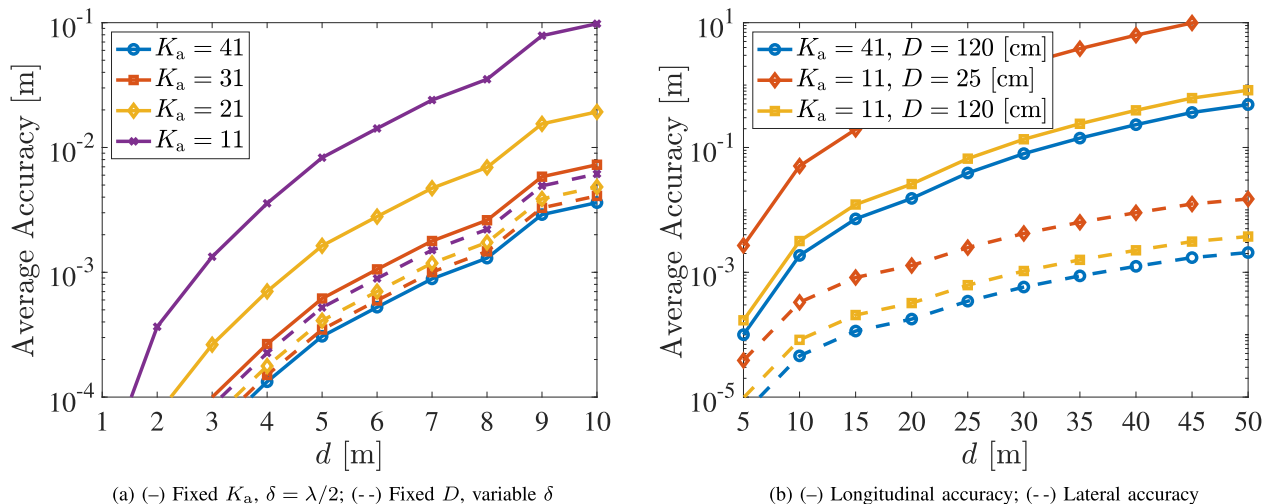 10^-1
10^-2
10^-3
10^-4
Average Accuracy [m]
K_a = 41
K_a = 31
K_a = 21
K_a = 11
1 2 3 4 5 6 7 8 9 10
d [m]
(a) (–) Fixed K_a, δ = λ/2; (- -) Fixed D, variable δ
10^1
10^-1
10^-3
10^-5
Average Accuracy [m]
K_a = 41, D = 120 [cm]
K_a = 11, D = 25 [cm]
K_a = 11, D = 120 [cm]
5 10 15 20 25 30 35 40 45 50
d [m]
(b) (–) Longitudinal accuracy; (- -) Lateral accuracy